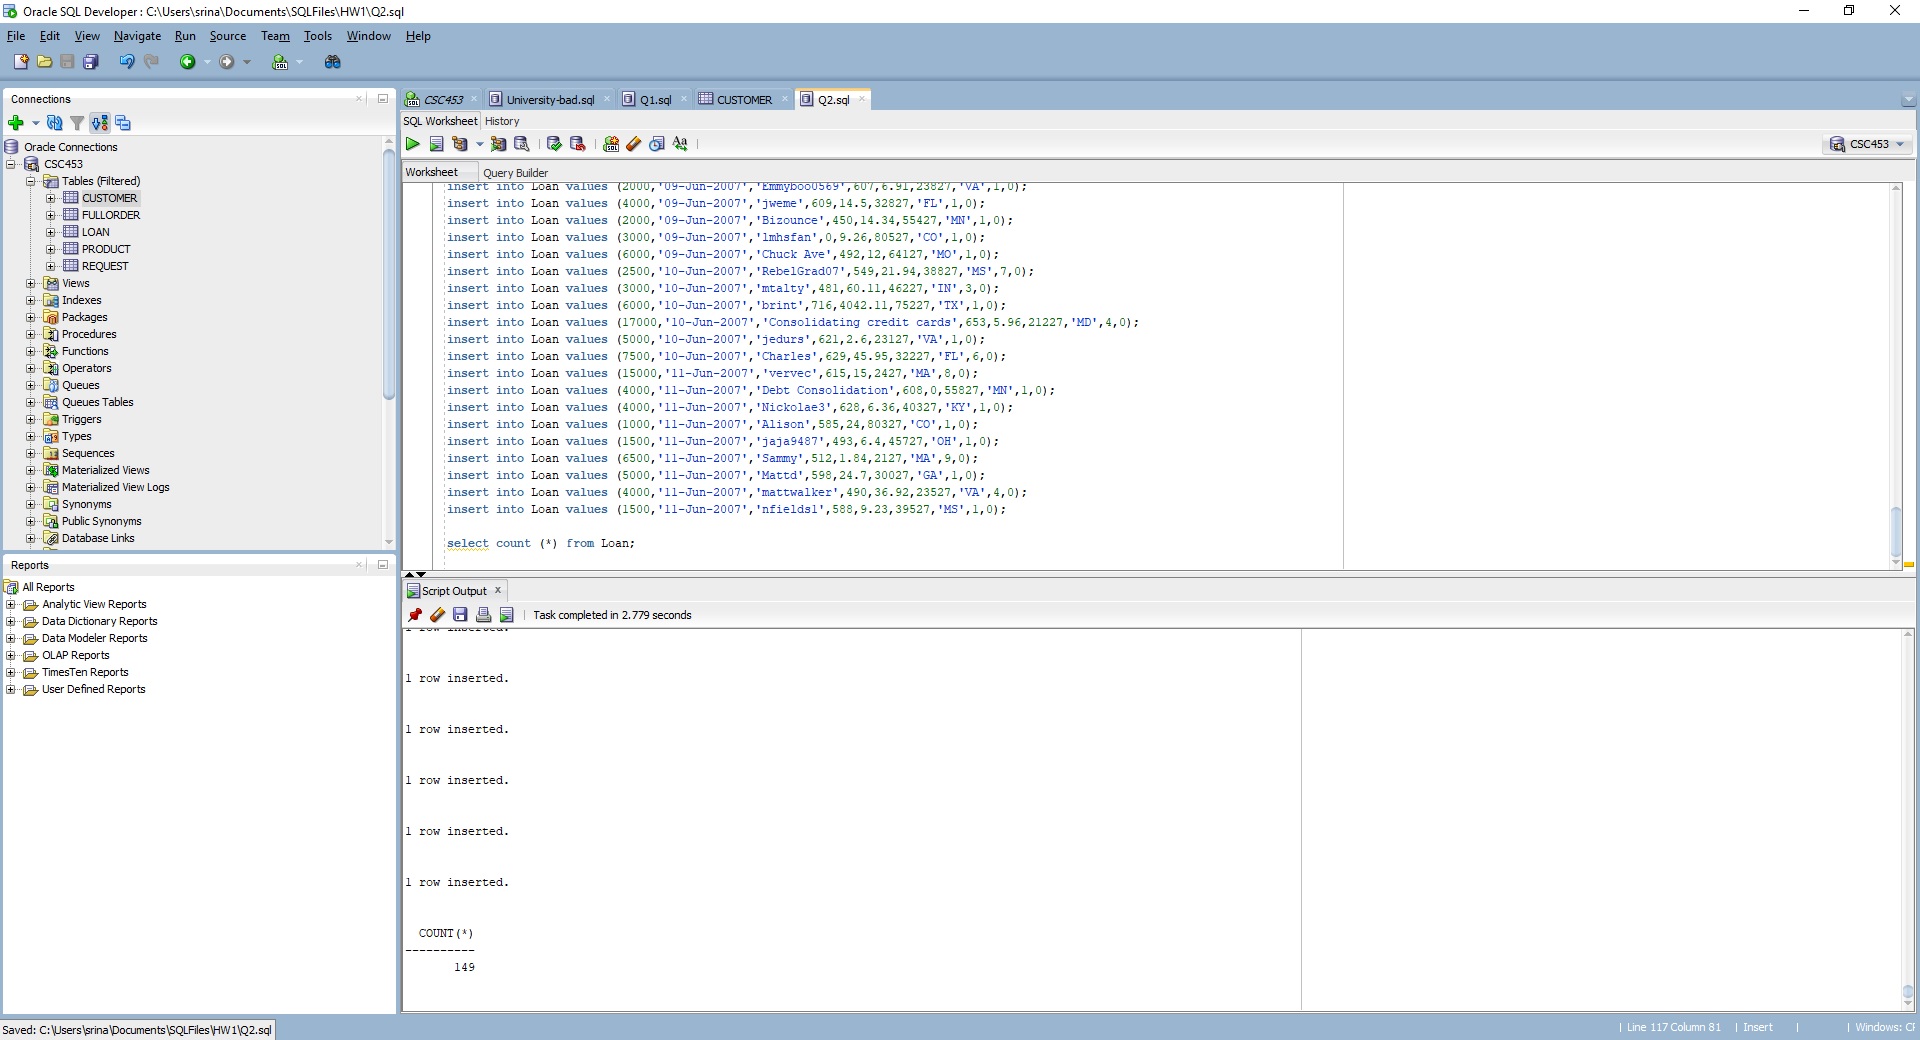 Oracle SQL Developer : C:\Users\srina\Documents\SQLFiles\HW1\Q2.sql
File Edit View Navigate Run Source Team Tools Window Help
Connections
Oracle Connections
CSC453
Tables (Filtered)
CUSTOMER
FULLORDER
LOAN
PRODUCT
REQUEST
Views
Indexes
Packages
Procedures
Functions
Operators
Queues
Queues Tables
Triggers
Types
Sequences
Materialized Views
Materialized View Logs
Synonyms
Public Synonyms
Database Links
Reports
All Reports
Analytic View Reports
Data Dictionary Reports
Data Modeler Reports
OLAP Reports
TimesTen Reports
User Defined Reports
CSC453 University-bad.sql Q1.sql CUSTOMER Q2.sql
SQL Worksheet History
CSC453
Worksheet Query Builder
insert into Loan values (2000,'09-Jun-2007','Emmyboo0569',607,6.91,23827,'VA',1,0);
insert into Loan values (4000,'09-Jun-2007','jweme',609,14.5,32827,'FL',1,0);
insert into Loan values (2000,'09-Jun-2007','Bizounce',450,14.34,55427,'MN',1,0);
insert into Loan values (3000,'09-Jun-2007','lmhsfan',0,9.26,80527,'CO',1,0);
insert into Loan values (6000,'09-Jun-2007','Chuck Ave',492,12,64127,'MO',1,0);
insert into Loan values (2500,'10-Jun-2007','RebelGrad07',549,21.94,38827,'MS',7,0);
insert into Loan values (3000,'10-Jun-2007','mtalty',481,60.11,46227,'IN',3,0);
insert into Loan values (6000,'10-Jun-2007','brint',716,4042.11,75227,'TX',1,0);
insert into Loan values (17000,'10-Jun-2007','Consolidating credit cards',653,5.96,21227,'MD',4,0);
insert into Loan values (5000,'10-Jun-2007','jedurs',621,2.6,23127,'VA',1,0);
insert into Loan values (7500,'10-Jun-2007','Charles',629,45.95,32227,'FL',6,0);
insert into Loan values (15000,'11-Jun-2007','vervec',615,15,2427,'MA',8,0);
insert into Loan values (4000,'11-Jun-2007','Debt Consolidation',608,0,55827,'MN',1,0);
insert into Loan values (4000,'11-Jun-2007','Nickolae3',628,6.36,40327,'KY',1,0);
insert into Loan values (1000,'11-Jun-2007','Alison',585,24,80327,'CO',1,0);
insert into Loan values (1500,'11-Jun-2007','jaja9487',493,6.4,45727,'OH',1,0);
insert into Loan values (6500,'11-Jun-2007','Sammy',512,1.84,2127,'MA',9,0);
insert into Loan values (5000,'11-Jun-2007','Mattd',598,24.7,30027,'GA',1,0);
insert into Loan values (4000,'11-Jun-2007','mattwalker',490,36.92,23527,'VA',4,0);
insert into Loan values (1500,'11-Jun-2007','nfields1',588,9.23,39527,'MS',1,0);
select count (*) from Loan;
Script Output
Task completed in 2.779 seconds
1 row inserted.
1 row inserted.
1 row inserted.
1 row inserted.
1 row inserted.
1 row inserted.
COUNT(*)
----------
149
Saved: C:\Users\srina\Documents\SQLFiles\HW1\Q2.sql
Line 117 Column 81 Insert Windows: